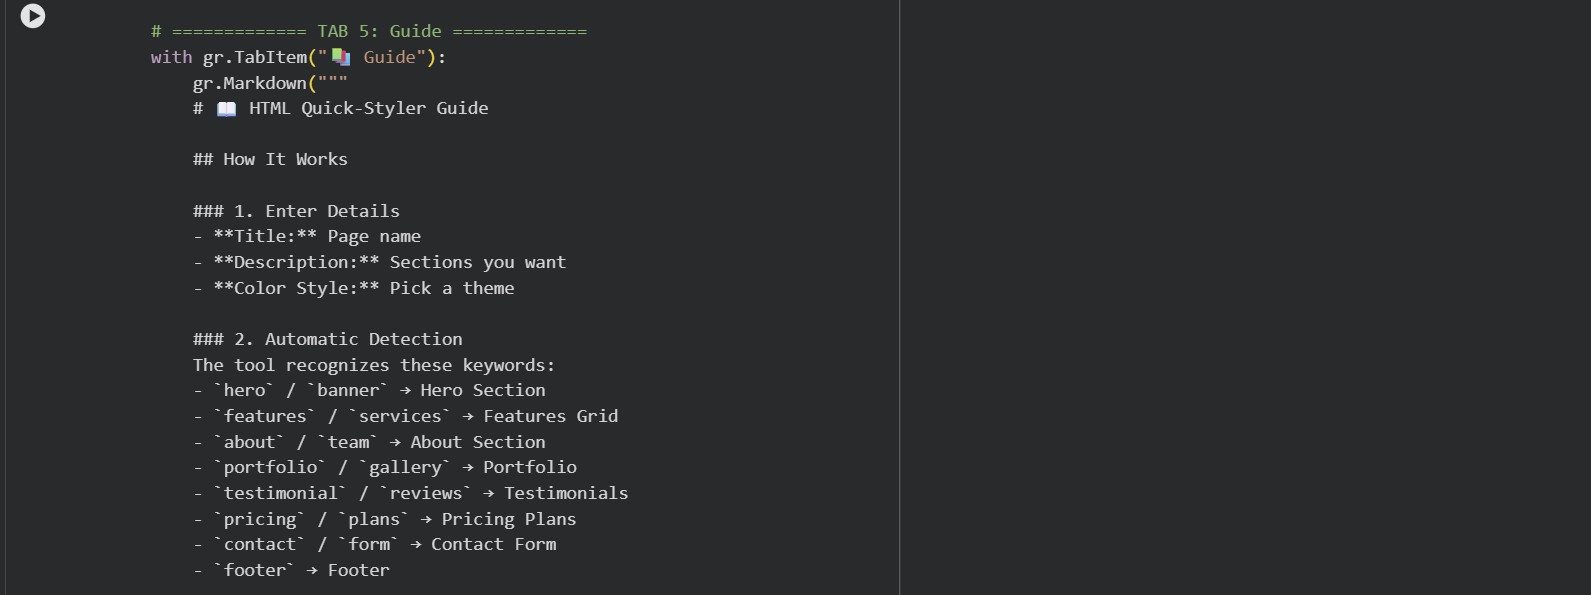 # ============= TAB 5: Guide =============
with gr.TabItem("📚 Guide"):
gr.Markdown("""
# 📖 HTML Quick-Styler Guide
## How It Works
### 1. Enter Details
- **Title:** Page name
- **Description:** Sections you want
- **Color Style:** Pick a theme
### 2. Automatic Detection
The tool recognizes these keywords:
- `hero` / `banner` → Hero Section
- `features` / `services` → Features Grid
- `about` / `team` → About Section
- `portfolio` / `gallery` → Portfolio
- `testimonial` / `reviews` → Testimonials
- `pricing` / `plans` → Pricing Plans
- `contact` / `form` → Contact Form
- `footer` → Footer